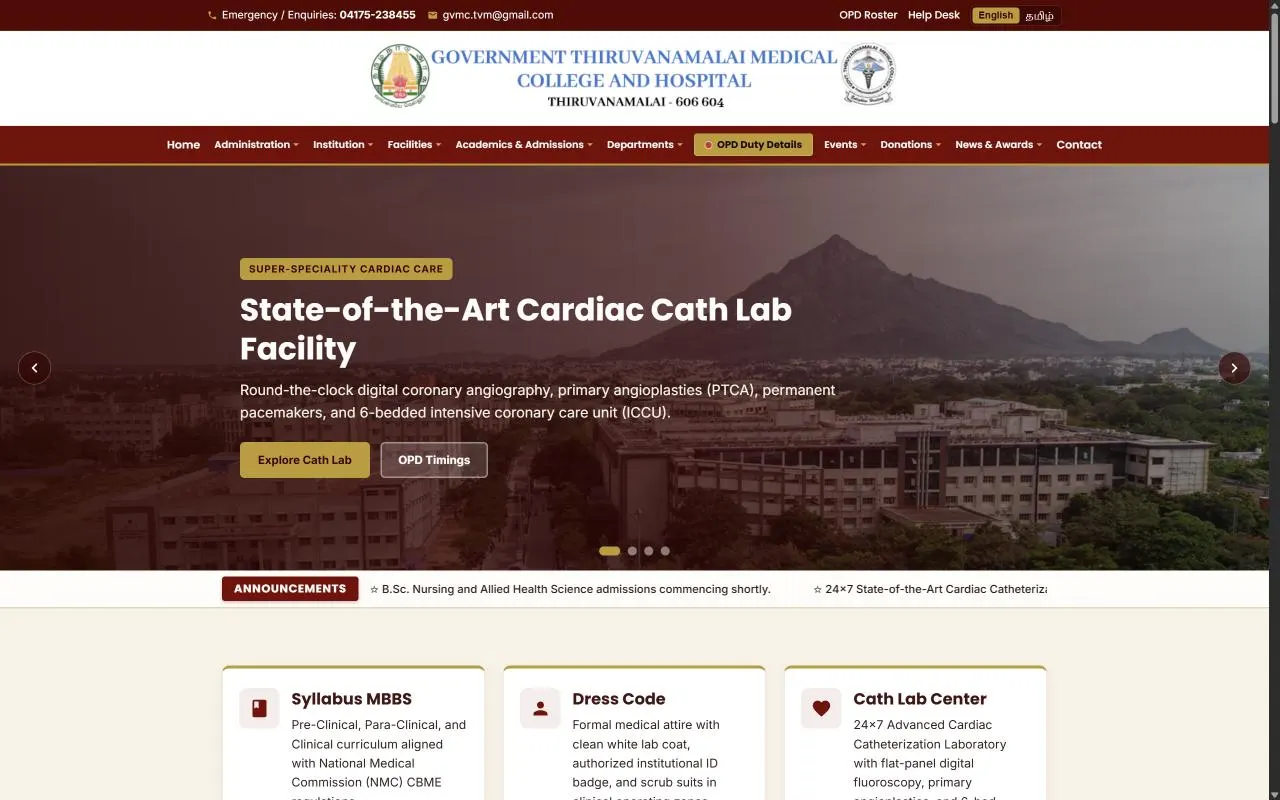 Emergency / Enquiries: 04175-238455 gvmc.tvm@gmail.com OPD Roster Help Desk English தமிழ்
GOVERNMENT THIRUVANAMALAI MEDICAL
COLLEGE AND HOSPITAL
THIRUVANAMALAI - 606 604
Home Administration Institution Facilities Academics & Admissions Departments OPD Duty Details Events Donations News & Awards Contact
SUPER-SPECIALITY CARDIAC CARE
State-of-the-Art Cardiac Cath Lab
Facility
Round-the-clock digital coronary angiography, primary angioplasties (PTCA), permanent
pacemakers, and 6-bedded intensive coronary care unit (ICCU).
Explore Cath Lab OPD Timings
ANNOUNCEMENTS ☆ B.Sc. Nursing and Allied Health Science admissions commencing shortly. ☆ 24×7 State-of-the-Art Cardiac
Syllabus MBBS
Pre-Clinical, Para-Clinical, and
Clinical curriculum aligned
with National Medical
Commission (NMC) CBME
Dress Code
Formal medical attire with
clean white lab coat,
authorized institutional ID
badge, and scrub suits in
Cath Lab Center
24×7 Advanced Cardiac
Catheterization Laboratory
with flat-panel digital
fluoroscopy, primary